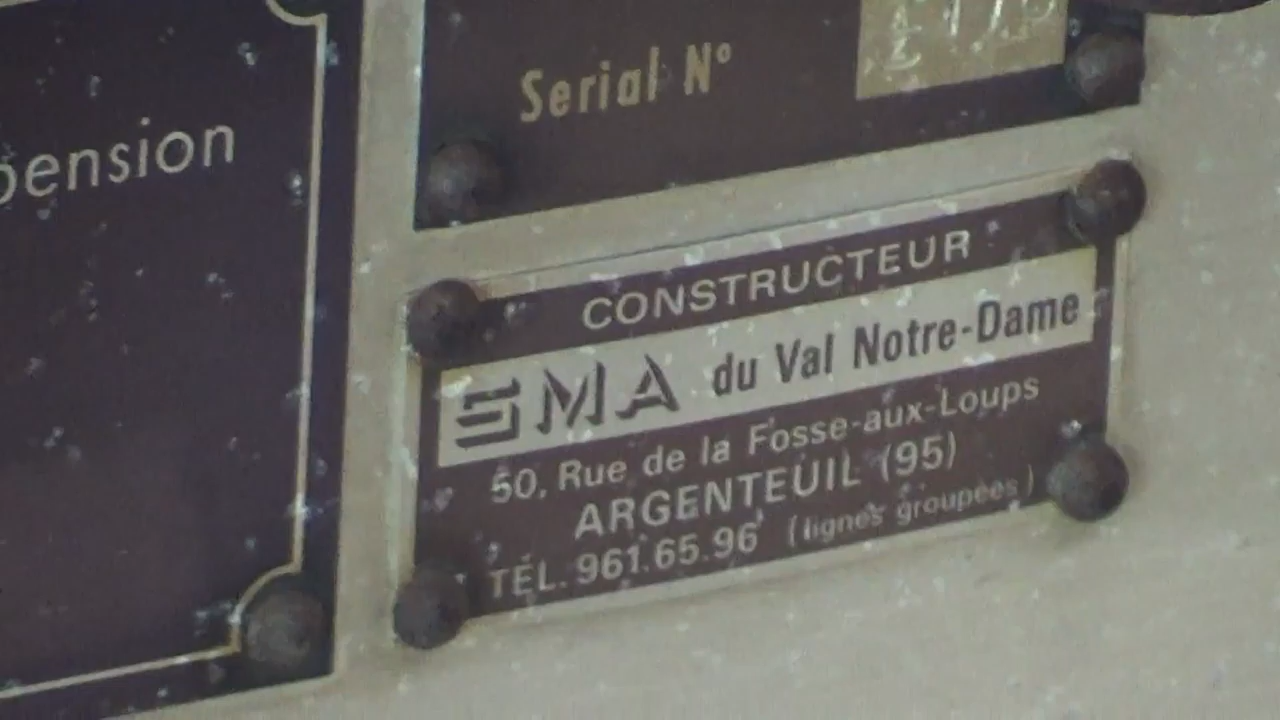 pension
Serial Nº
CONSTRUCTEUR
SMA du Val Notre-Dame
50, Rue de la Fosse-aux-Loups
ARGENTEUIL (95)
TÉL. 961.65.96 (lignes groupées)